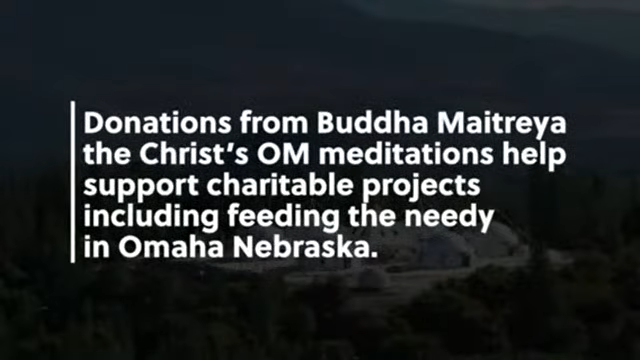 Donations from Buddha Maitreya
the Christ's OM meditations help
support charitable projects
including feeding the needy
in Omaha Nebraska.